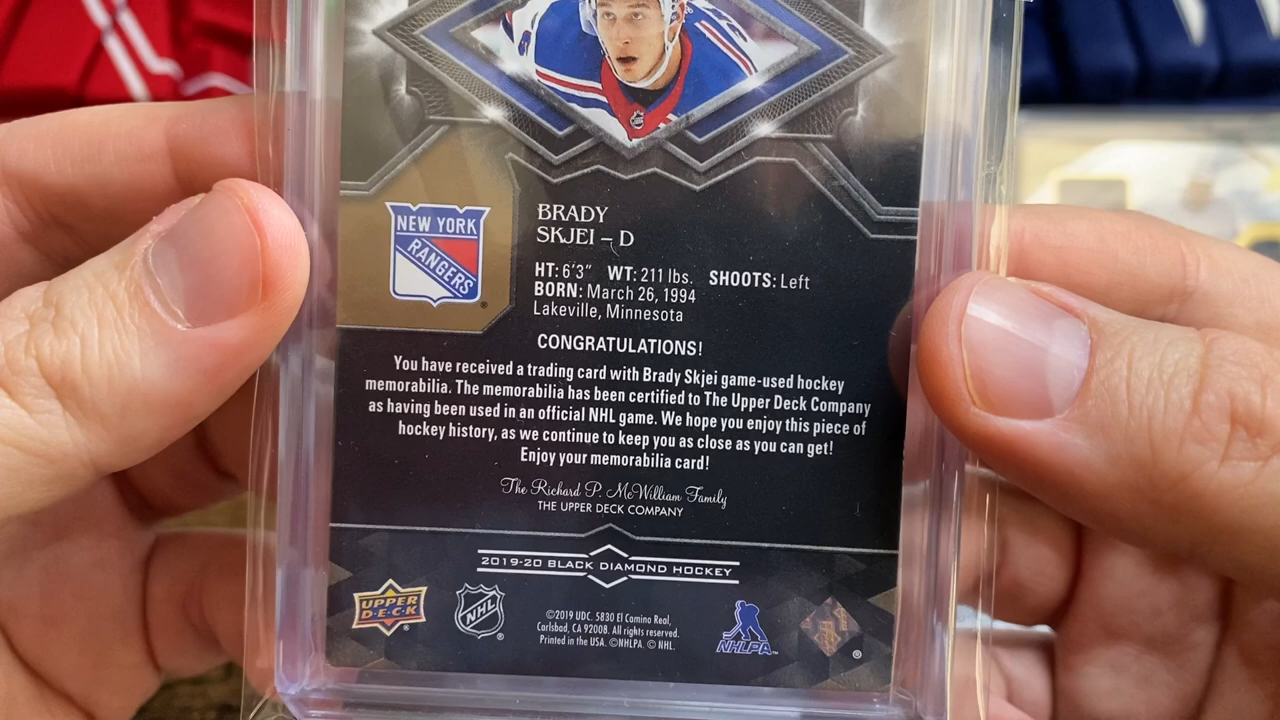 NEW YORK
RANGERS
BRADY
SKJEI – D
HT: 6'3" WT: 211 lbs. SHOOTS: Left
BORN: March 26, 1994
Lakeville, Minnesota
CONGRATULATIONS!
You have received a trading card with Brady Skjei game-used hockey
memorabilia. The memorabilia has been certified to The Upper Deck Company
as having been used in an official NHL game. We hope you enjoy this piece of
hockey history, as we continue to keep you as close as you can get!
Enjoy your memorabilia card!
The Richard P. McWilliam Family
THE UPPER DECK COMPANY
2019-20 BLACK DIAMOND HOCKEY
UPPER
D·E·C·K
®
NHL
®
©2019 UDC. 5830 El Camino Real,
Carlsbad, CA 92008. All rights reserved.
Printed in the USA. ©NHLPA. © NHL.
NHLPA™
®